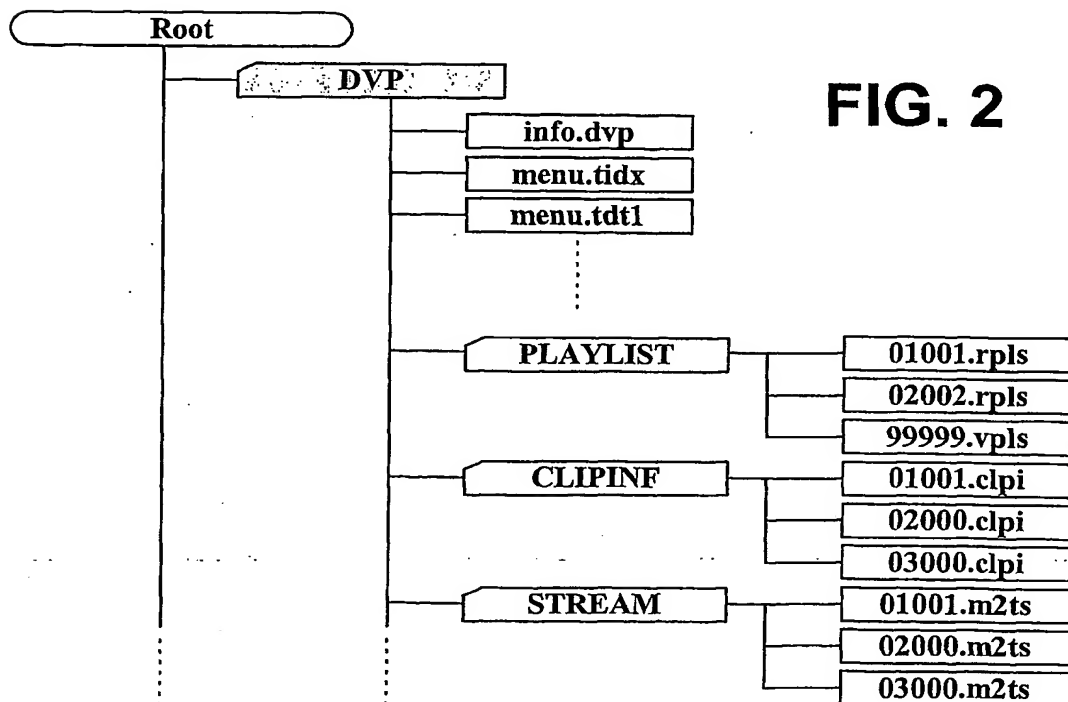 Root
DVP
FIG. 2
info.dvp
menu.tidx
menu.tdt1
PLAYLIST
01001.rpls
02002.rpls
99999.vpls
CLIPINF
01001.clpi
02000.clpi
03000.clpi
STREAM
01001.m2ts
02000.m2ts
03000.m2ts